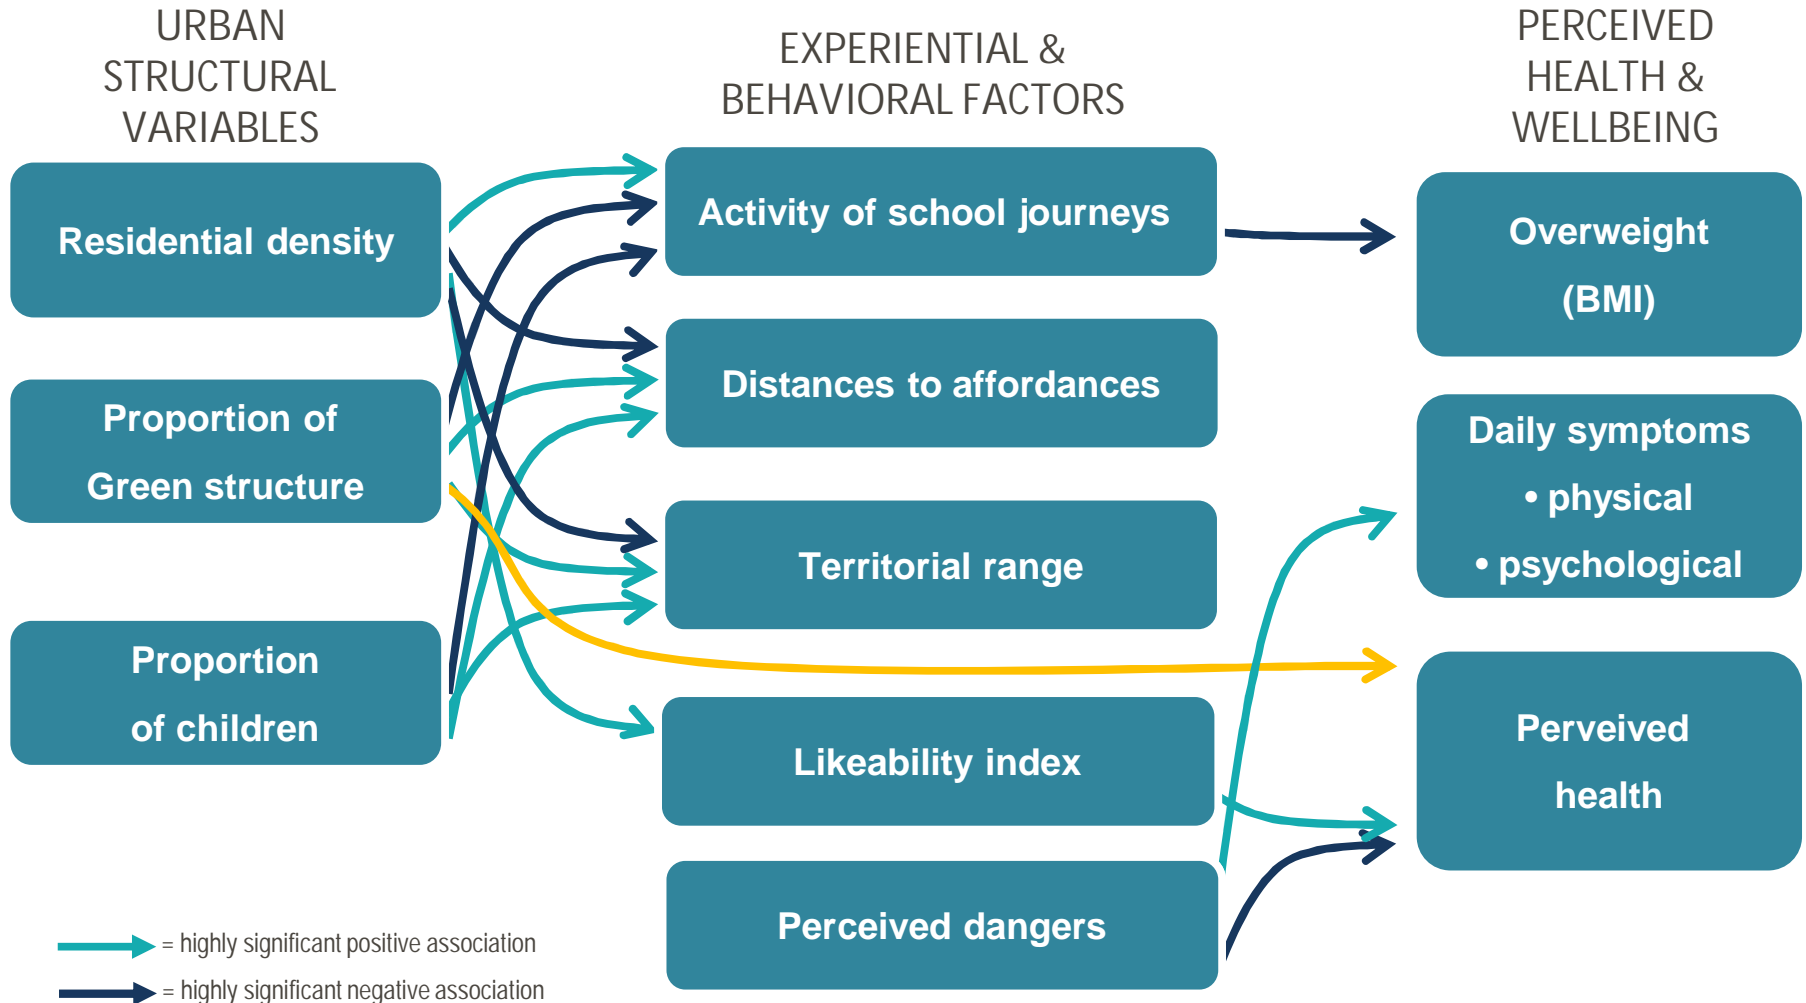 URBAN
STRUCTURAL
VARIABLES
EXPERIENTIAL &
BEHAVIORAL FACTORS
PERCEIVED
HEALTH &
WELLBEING
Residential density
Proportion of
Green structure
Proportion
of children
Activity of school journeys
Distances to affordances
Territorial range
Likeability index
Perceived dangers
Overweight
(BMI)
Daily symptoms
• physical
• psychological
Perveived
health
= highly significant positive association
= highly significant negative association